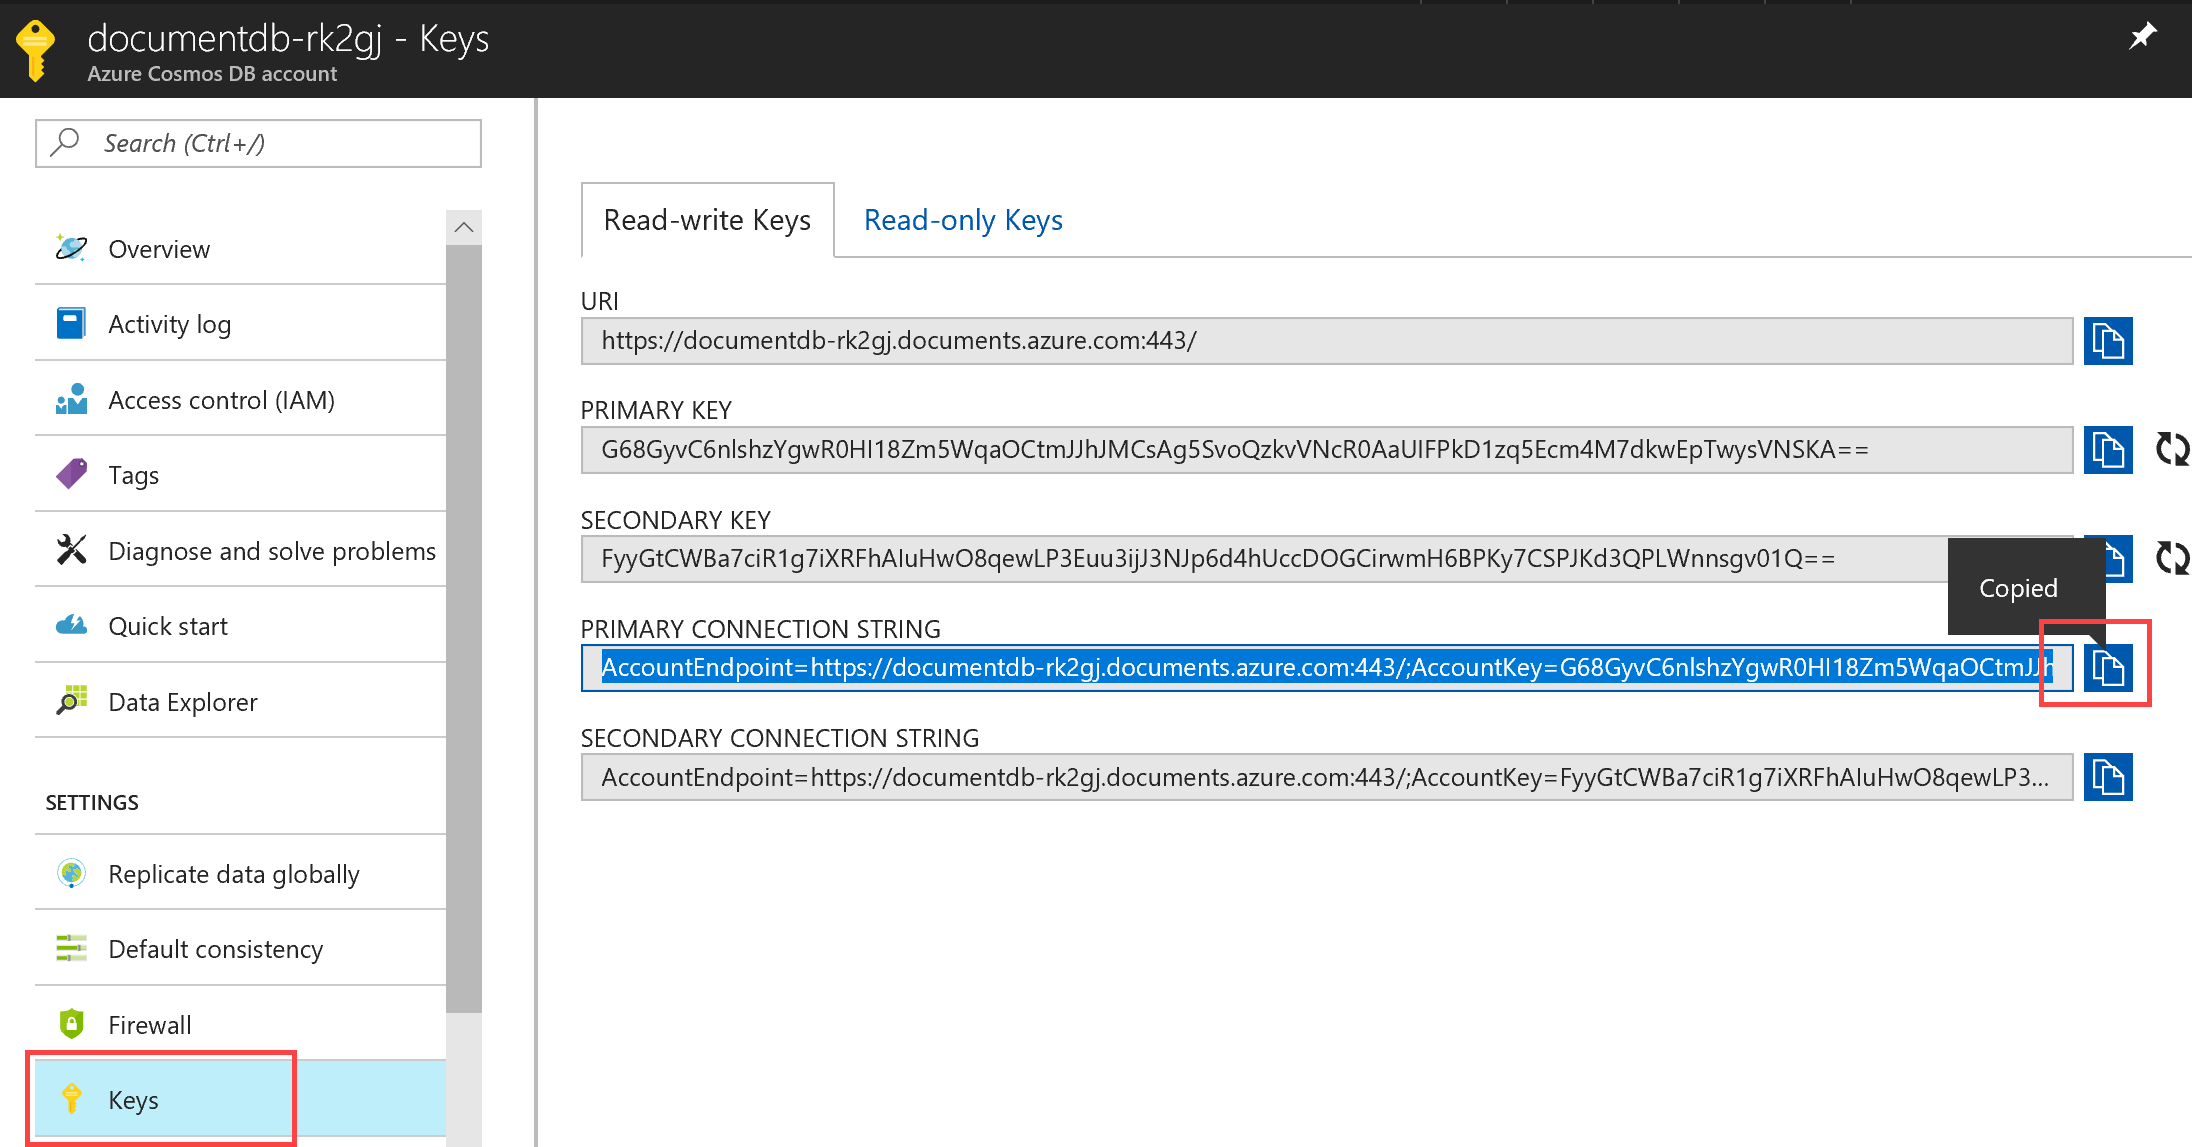 documentdb-rk2gj - Keys
Azure Cosmos DB account
Search (Ctrl+/)
Overview
Activity log
Access control (IAM)
Tags
Diagnose and solve problems
Quick start
Data Explorer
SETTINGS
Replicate data globally
Default consistency
Firewall
Keys
Read-write Keys
Read-only Keys
URI
https://documentdb-rk2gj.documents.azure.com:443/
PRIMARY KEY
G68GyvC6nlshzYgwR0HI18Zm5WqaOCtmJJhJMCsAg5SvoQzkvVNcR0AaUIFPkD1zq5Ecm4M7dkwEpTwysVNSKA==
SECONDARY KEY
FyyGtCWBa7ciR1g7iXRFhAIuHwO8qewLP3Euu3ijJ3NJp6d4hUccDOGCirwmH6BPKy7CSPJKd3QPLWnnsgv01Q==
Copied
PRIMARY CONNECTION STRING
AccountEndpoint=https://documentdb-rk2gj.documents.azure.com:443/;AccountKey=G68GyvC6nlshzYgwR0HI18Zm5WqaOCtmJJh
SECONDARY CONNECTION STRING
AccountEndpoint=https://documentdb-rk2gj.documents.azure.com:443/;AccountKey=FyyGtCWBa7ciR1g7iXRFhAIuHwO8qewLP3...